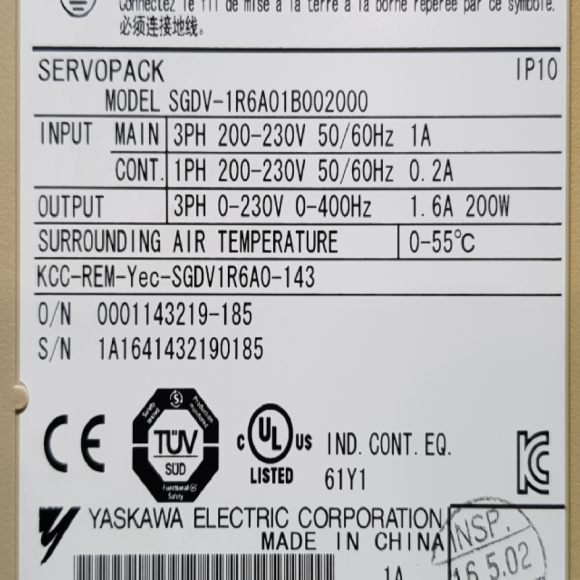 Connectez le fil de mise à la terre à la borne repérée par ce symbole.
必须连接地线。
SERVOPACK IP10
MODEL SGDV-1R6A01B002000
INPUT MAIN 3PH 200-230V 50/60Hz 1A
CONT. 1PH 200-230V 50/60Hz 0.2A
OUTPUT 3PH 0-230V 0-400Hz 1.6A 200W
SURROUNDING AIR TEMPERATURE 0-55℃
KCC-REM-Yec-SGDV1R6A0-143
O/N 0001143219-185
S/N 1A1641432190185
CE
Safety tested
Production monitored
TÜV
SÜD
Functional Safety
C UL US
LISTED
IND. CONT. EQ.
61Y1
YASKAWA ELECTRIC CORPORATION
MADE IN CHINA
INSP.
16.5.02
1A